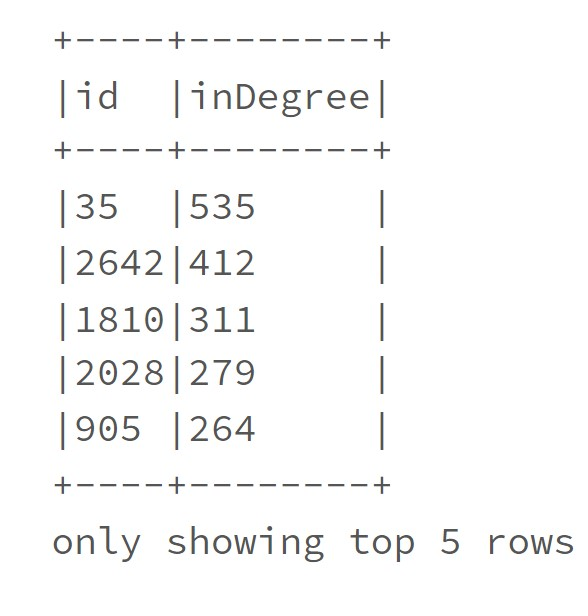 +----+--------+
|id  |inDegree|
+----+--------+
|35  |535     |
|2642|412     |
|1810|311     |
|2028|279     |
|905 |264     |
+----+--------+
only showing top 5 rows